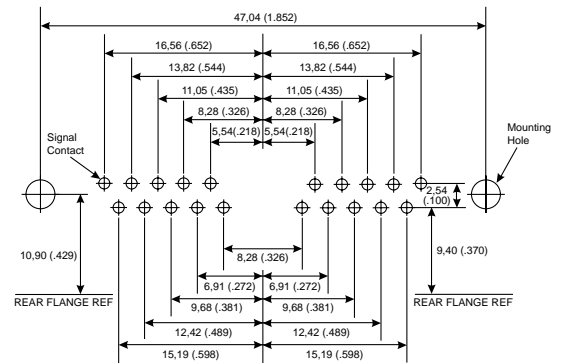 47,04 (1.852)
16,56 (.652) 16,56 (.652)
13,82 (.544) 13,82 (.544)
11,05 (.435) 11,05 (.435)
8,28 (.326) 8,28 (.326)
5,54(.218) 5,54(.218)
Signal
Contact
Mounting
Hole
2,54
(.100)
10,90 (.429)
8,28 (.326)
9,40 (.370)
6,91 (.272) 6,91 (.272)
REAR FLANGE REF
REAR FLANGE REF
9,68 (.381) 9,68 (.381)
12,42 (.489) 12,42 (.489)
15,19 (.598) 15,19 (.598)